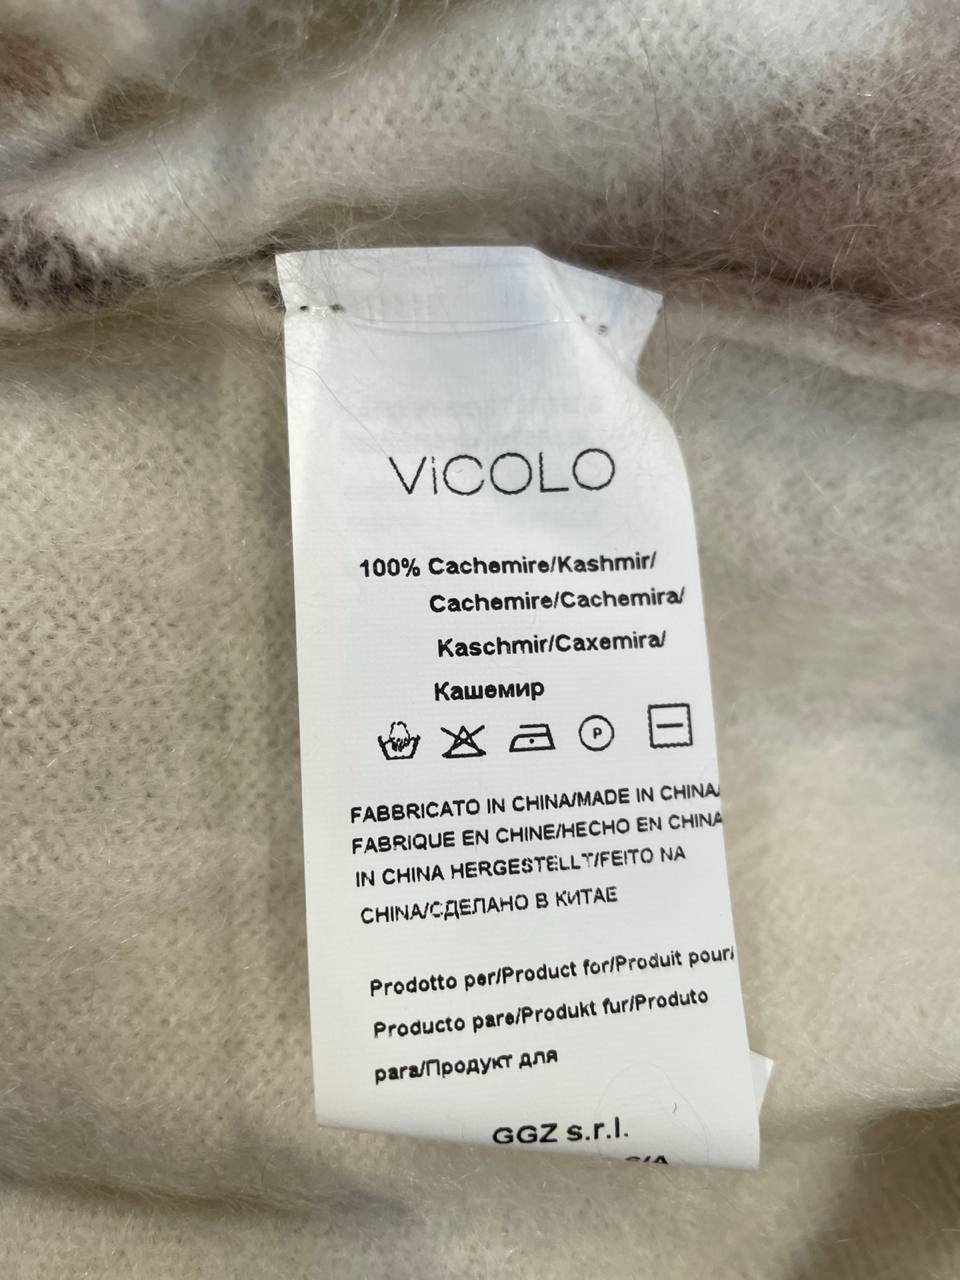 ViCOLO
100% Cachemire/Kashmir/
Cachemire/Cachemira/
Kaschmir/Caxemira/
Кашемир
P
FABBRICATO IN CHINA/MADE IN CHINA/
FABRIQUE EN CHINE/HECHO EN CHINA
IN CHINA HERGESTELLT/FEITO NA
CHINA/СДЕЛАНО В КИТАЕ
Prodotto per/Product for/Produit pour/
Producto pare/Produkt fur/Produto
para/Продукт для
GGZ s.r.l.